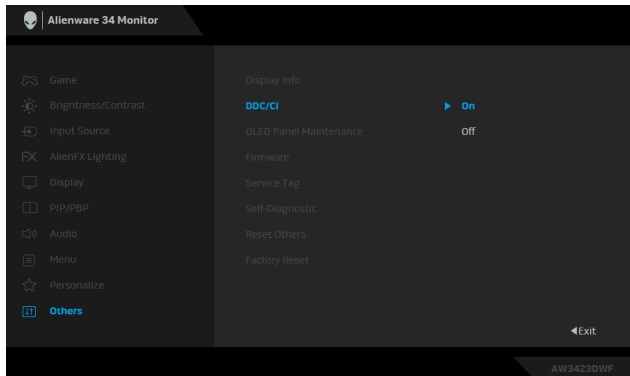 Alienware 34 Monitor
Game
Brightness/Contrast
Input Source
AlienFX Lighting
Display
PIP/PBP
Audio
Menu
Personalize
Others
Display Info
DDC/CI
OLED Panel Maintenance
Firmware
Service Tag
Self-Diagnostic
Reset Others
Factory Reset
On
Off
Exit
AW3423DWF